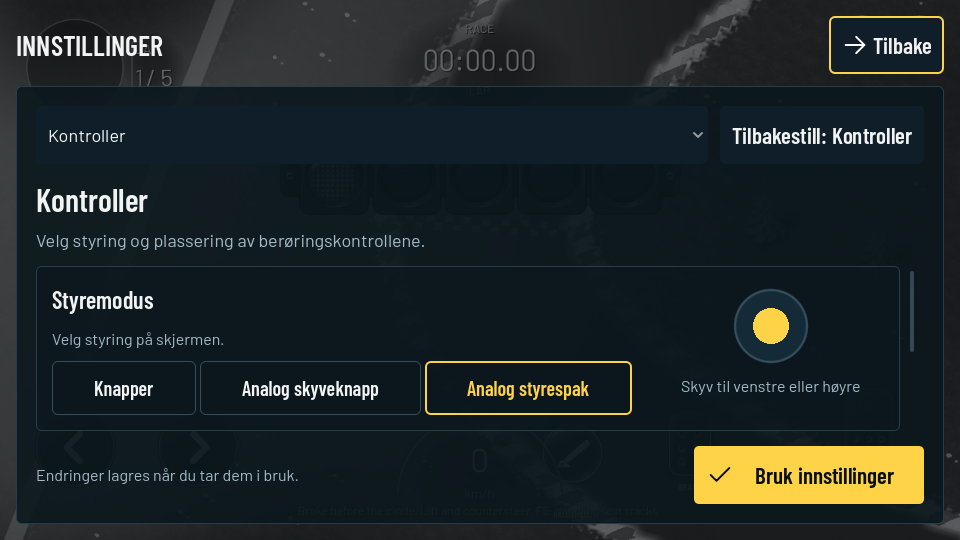 RACE
INNSTILLINGER
00:00.00
Tilbake
1/5
Kontroller
Tilbakestill: Kontroller
Kontroller
Velg styring og plassering av berøringskontrollene.
Styremodus
Velg styring på skjermen.
Knapper
Analog skyveknapp
Analog styrespak
Skyv til venstre eller høyre
0
Endringer lagres når du tar dem i bruk.
Bruk innstillinger